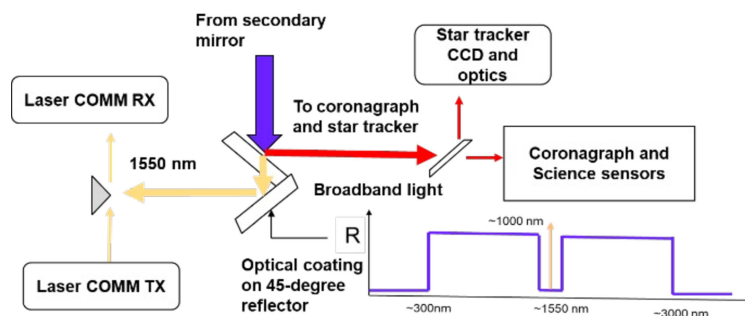 From secondary
mirror
Star tracker
CCD and
optics
Laser COMM RX
To coronagraph
and star tracker
1550 nm
Coronagraph and
Science sensors
Broadband light
~1000 nm
R
Optical coating
on 45-degree
reflector
Laser COMM TX
~300nm
~1550 nm
~3000 nm